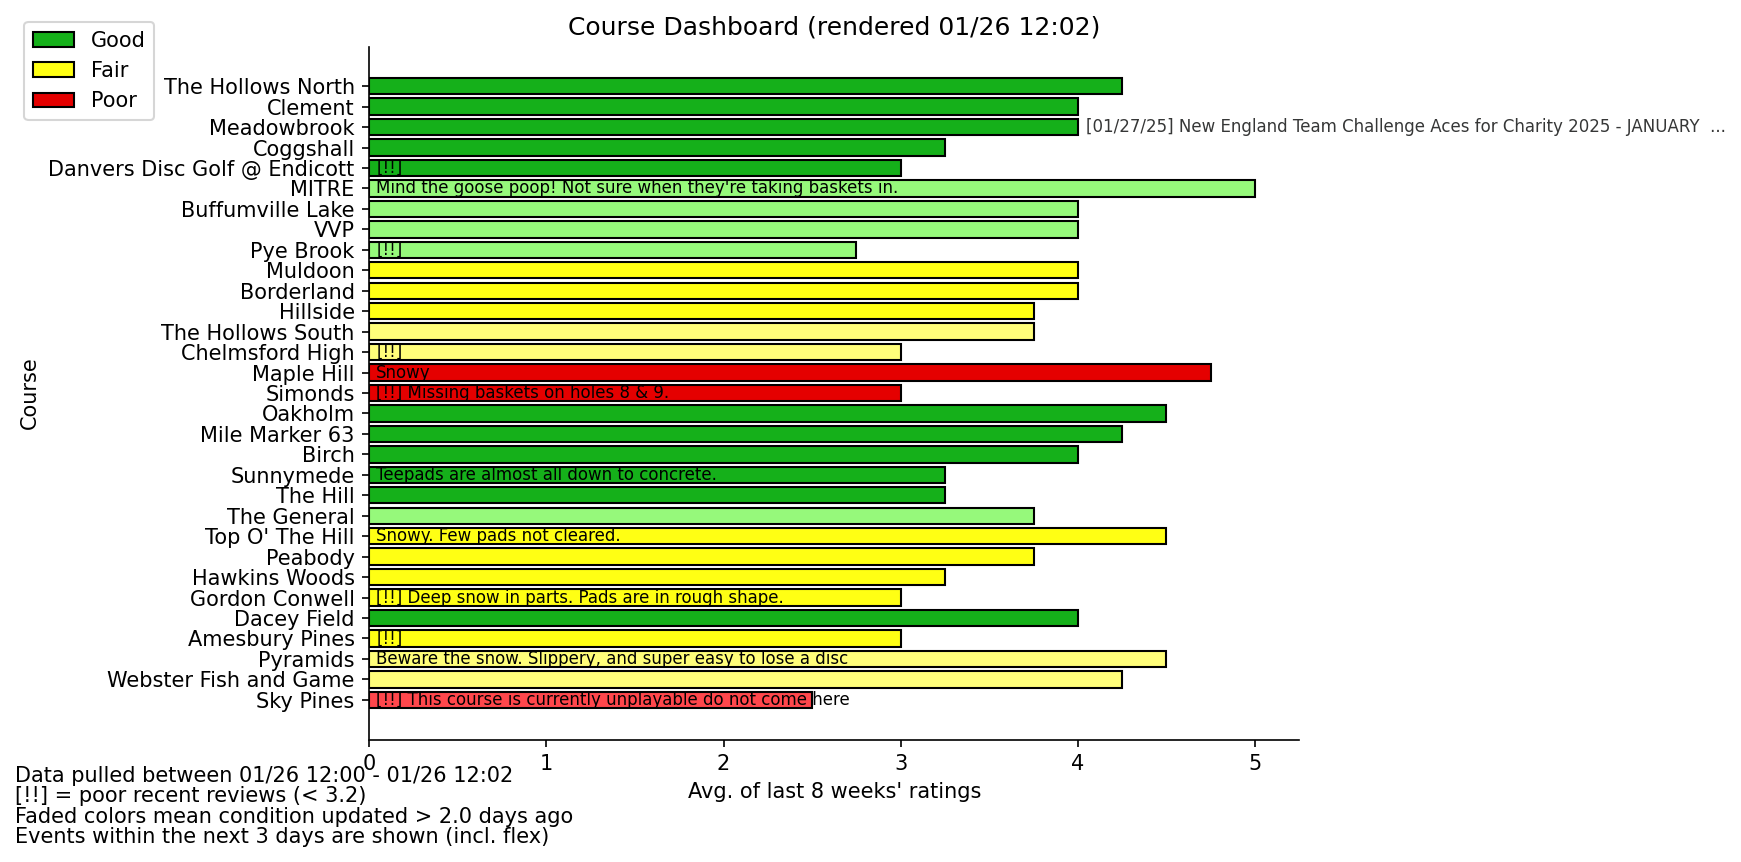 Course Dashboard (rendered 01/26 12:02)
Good
Fair
Poor
The Hollows North
Clement
Meadowbrook [01/27/25] New England Team Challenge Aces for Charity 2025 - JANUARY ...
Coggshall
Danvers Disc Golf @ Endicott [!!]
MITRE Mind the goose poop! Not sure when they're taking baskets in.
Buffumville Lake
VVP
Pye Brook [!!]
Muldoon
Borderland
Hillside
The Hollows South
Chelmsford High [!!]
Maple Hill Snowy
Simonds [!!] Missing baskets on holes 8 & 9.
Oakholm
Mile Marker 63
Birch
Sunnymede Teepads are almost all down to concrete.
The Hill
The General
Top O' The Hill Snowy. Few pads not cleared.
Peabody
Hawkins Woods
Gordon Conwell [!!] Deep snow in parts. Pads are in rough shape.
Dacey Field
Amesbury Pines [!!]
Pyramids Beware the snow. Slippery, and super easy to lose a disc
Webster Fish and Game
Sky Pines [!!] This course is currently unplayable do not come here
Course
0 1 2 3 4 5
Avg. of last 8 weeks' ratings
Data pulled between 01/26 12:00 - 01/26 12:02
[!!] = poor recent reviews (< 3.2)
Faded colors mean condition updated > 2.0 days ago
Events within the next 3 days are shown (incl. flex)